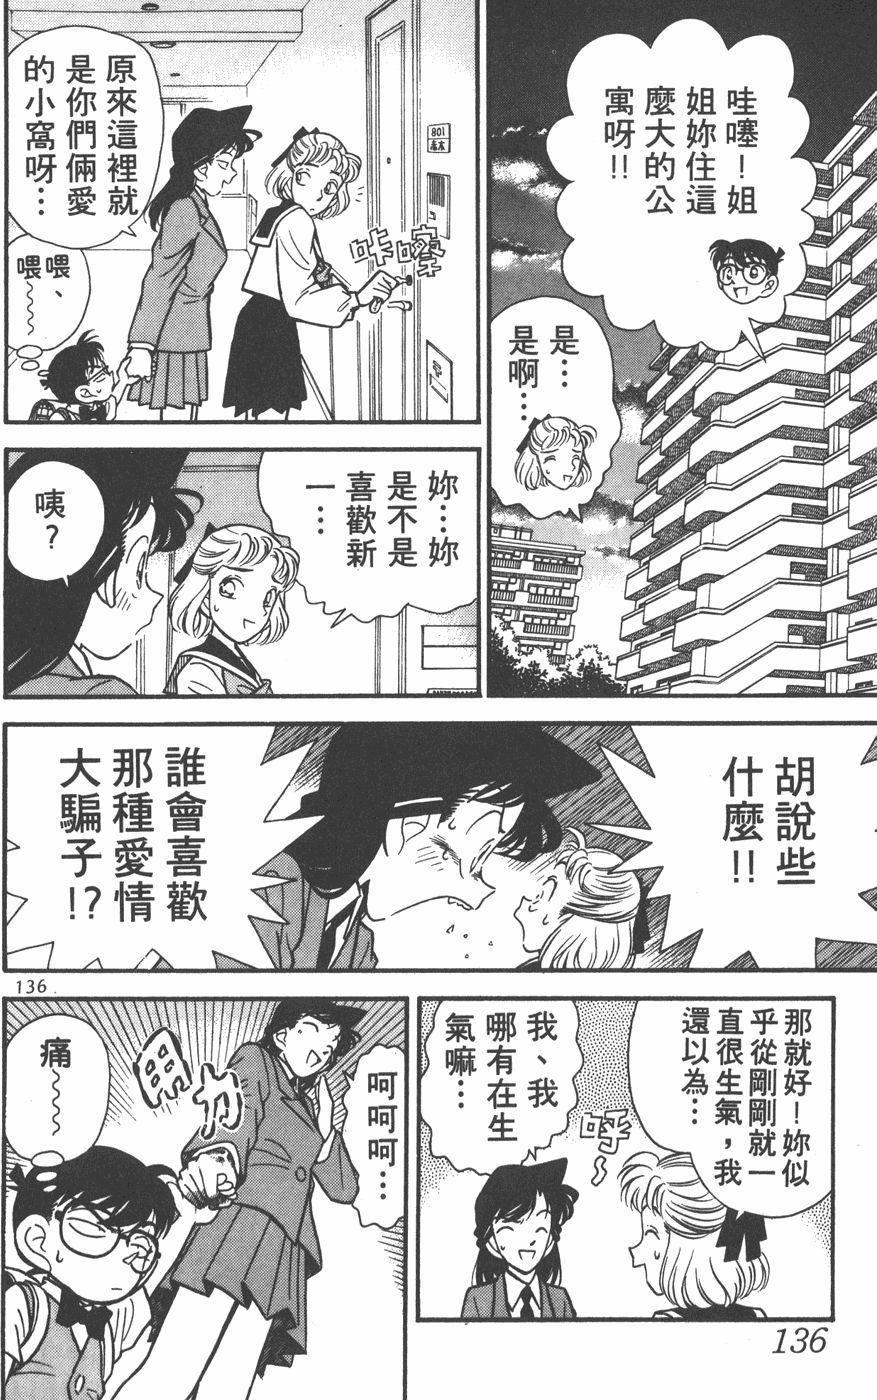 哇噻！姐
姐妳住這
麼大的公
寓呀!!
是…
是啊…
原來這裡就
是你們倆愛
的小窩呀…
801
喂、
喂～
咔嚓
妳…妳
是不是
喜歡新
一…
咦？
胡說些
什麼!!
誰會喜歡
那種愛情
大騙子!?
136
那就好！妳似
乎從剛剛就一
直很生氣，我
還以為…
呼～
我、我
哪有在生
氣嘛…
呵呵呵…
用力
痛～
136